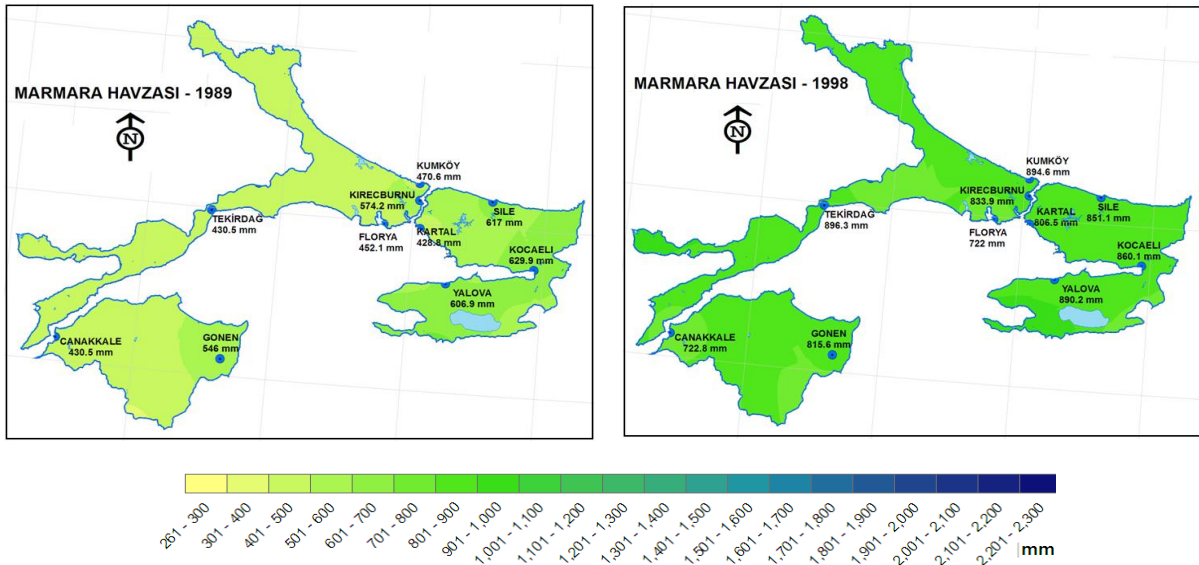 MARMARA HAVZASI - 1989
N
KUMKÖY
470.6 mm
KIRECBURNU
574.2 mm
SILE
617 mm
TEKİRDAĞ
430.5 mm
FLORYA
452.1 mm
KARTAL
428.8 mm
KOCAELI
629.9 mm
YALOVA
606.9 mm
CANAKKALE
430.5 mm
GONEN
546 mm
MARMARA HAVZASI - 1998
N
KUMKÖY
894.6 mm
KIRECBURNU
833.9 mm
SILE
851.1 mm
TEKİRDAĞ
896.3 mm
FLORYA
722 mm
KARTAL
806.5 mm
KOCAELI
860.1 mm
YALOVA
890.2 mm
CANAKKALE
722.8 mm
GONEN
815.6 mm
261 - 300
301 - 400
401 - 500
501 - 600
601 - 700
701 - 800
801 - 900
901 - 1,000
1,001 - 1,100
1,101 - 1,200
1,201 - 1,300
1,301 - 1,400
1,401 - 1,500
1,501 - 1,600
1,601 - 1,700
1,701 - 1,800
1,801 - 1,900
1,901 - 2,000
2,001 - 2,100
2,101 - 2,200
2,201 - 2,300
mm